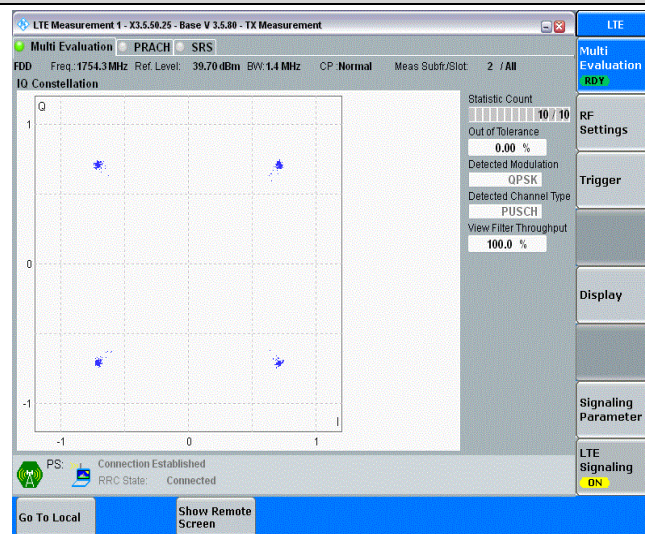 LTE Measurement 1 - X3.5.50.25 - Base V 3.5.80 - TX Measurement
LTE
Multi Evaluation PRACH SRS
FDD Freq.: 1754.3 MHz Ref. Level: 39.70 dBm BW: 1.4 MHz CP :Normal Meas Subfr./Slot: 2 / All
IQ Constellation
Q
1
0
-1
-1 0 1
I
Statistic Count
10 / 10
Out of Tolerance
0.00 %
Detected Modulation
QPSK
Detected Channel Type
PUSCH
View Filter Throughput
100.0 %
Multi
Evaluation
RDY
RF
Settings
Trigger
Display
Signaling
Parameter
LTE
Signaling
ON
PS: Connection Established
RRC State: Connected
Go To Local
Show Remote
Screen